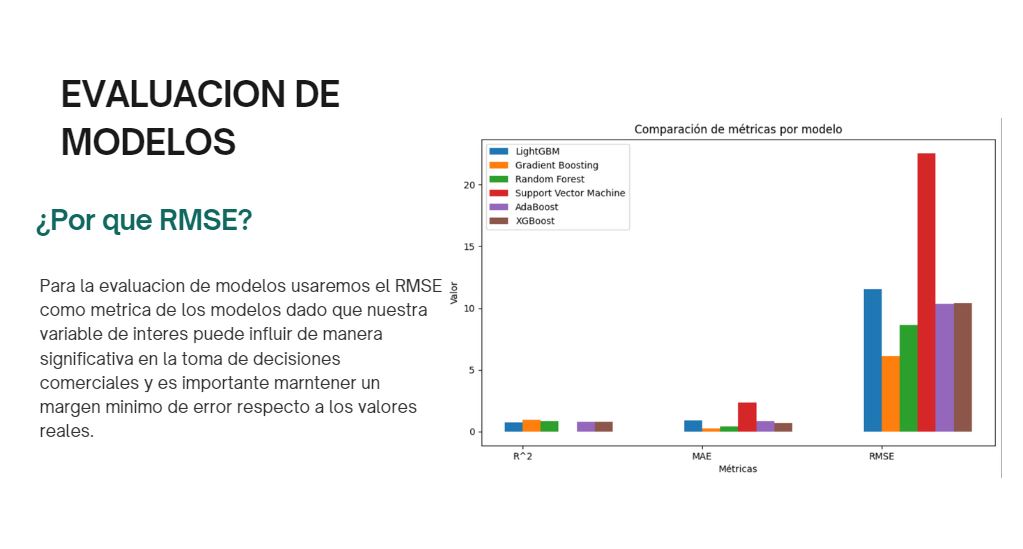 EVALUACION DE
MODELOS
¿Por que RMSE?
Para la evaluacion de modelos usaremos el RMSE
como metrica de los modelos dado que nuestra
variable de interes puede influir de manera
significativa en la toma de decisiones
comerciales y es importante marntener un
margen minimo de error respecto a los valores
reales.
Comparación de métricas por modelo
LightGBM
Gradient Boosting
Random Forest
Support Vector Machine
AdaBoost
XGBoost
Valor
20
15
10
5
0
R^2
MAE
RMSE
Métricas